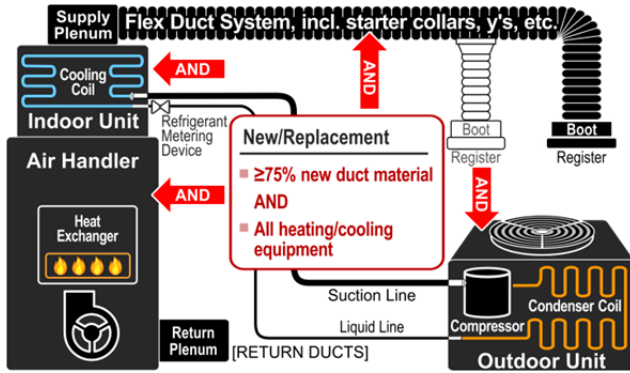 Supply
Plenum
Flex Duct System, incl. starter collars, y's, etc.
AND
Cooling
Coil
AND
Indoor Unit
Refrigerant
Metering
Device
Boot
Register
Boot
Register
New/Replacement
≥75% new duct material
AND
All heating/cooling
equipment
Air Handler
AND
AND
Heat
Exchanger
Suction Line
Compressor
Condenser Coil
Liquid Line
Return
Plenum
[RETURN DUCTS]
Outdoor Unit